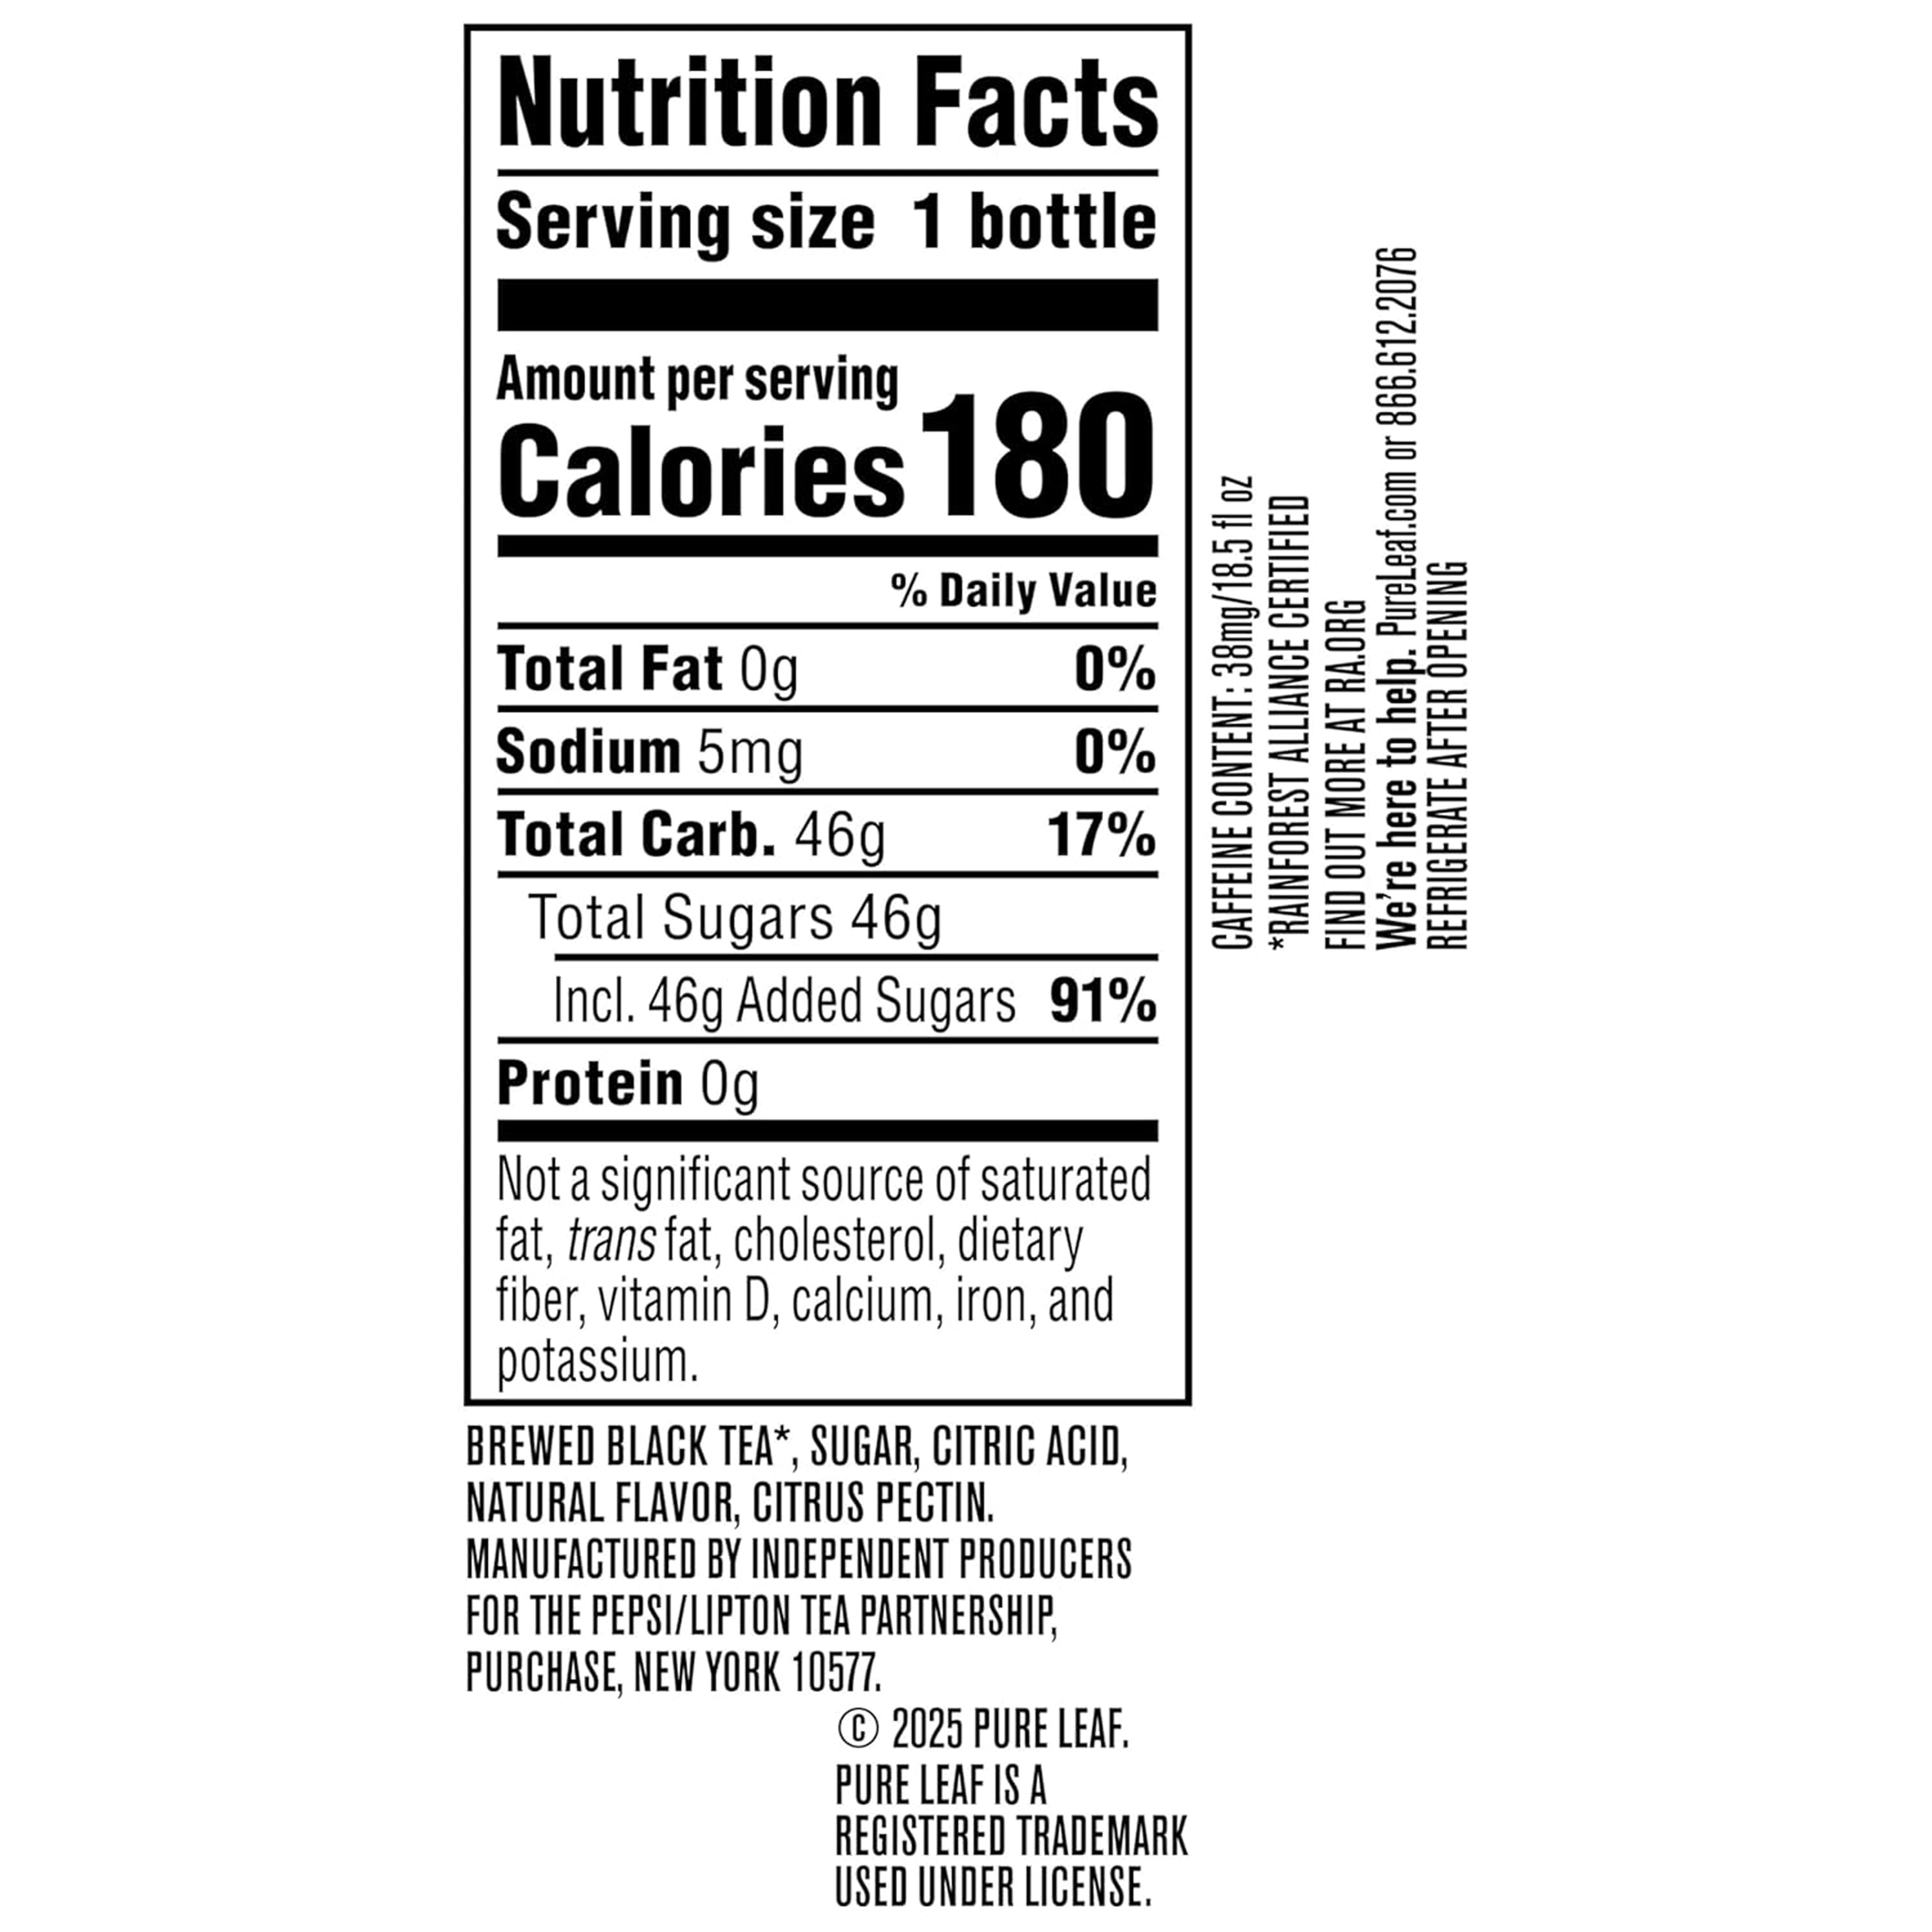 Nutrition Facts
Serving size 1 bottle
Amount per serving
Calories 180
% Daily Value
Total Fat 0g 0%
Sodium 5mg 0%
Total Carb. 46g 17%
Total Sugars 46g
Incl. 46g Added Sugars 91%
Protein 0g
Not a significant source of saturated
fat, trans fat, cholesterol, dietary
fiber, vitamin D, calcium, iron, and
potassium.
BREWED BLACK TEA*, SUGAR, CITRIC ACID,
NATURAL FLAVOR, CITRUS PECTIN.
MANUFACTURED BY INDEPENDENT PRODUCERS
FOR THE PEPSI/LIPTON TEA PARTNERSHIP,
PURCHASE, NEW YORK 10577.
© 2025 PURE LEAF.
PURE LEAF IS A
REGISTERED TRADEMARK
USED UNDER LICENSE.
CAFFEINE CONTENT: 38mg/18.5 fl oz
*RAINFOREST ALLIANCE CERTIFIED
FIND OUT MORE AT RA.ORG
We're here to help. PureLeaf.com or 866.612.2076
REFRIGERATE AFTER OPENING